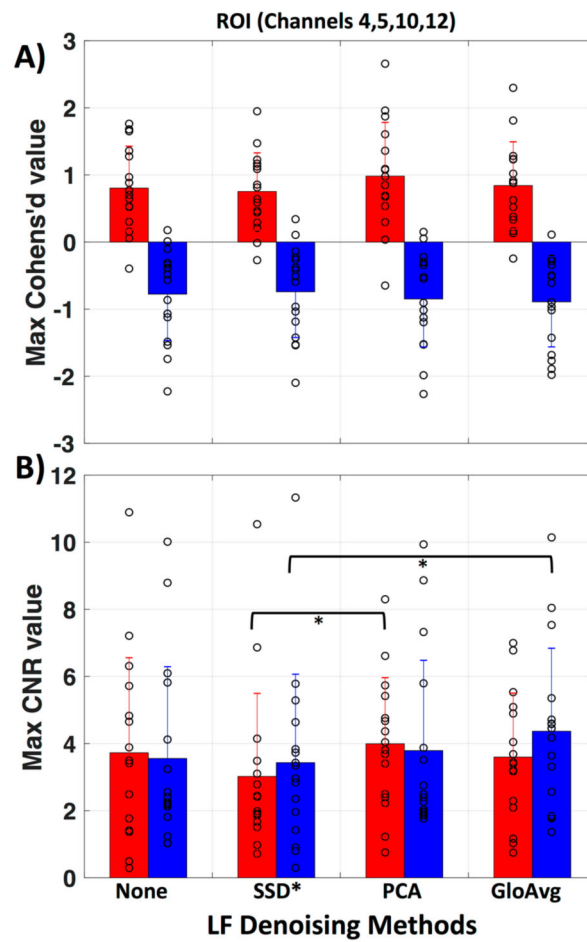 ROI (Channels 4,5,10,12)
A)
Max Cohens'd value
3
2
1
0
-1
-2
-3
B)
Max CNR value
12
10
8
6
4
2
0
*
*
None SSD* PCA GloAvg
LF Denoising Methods